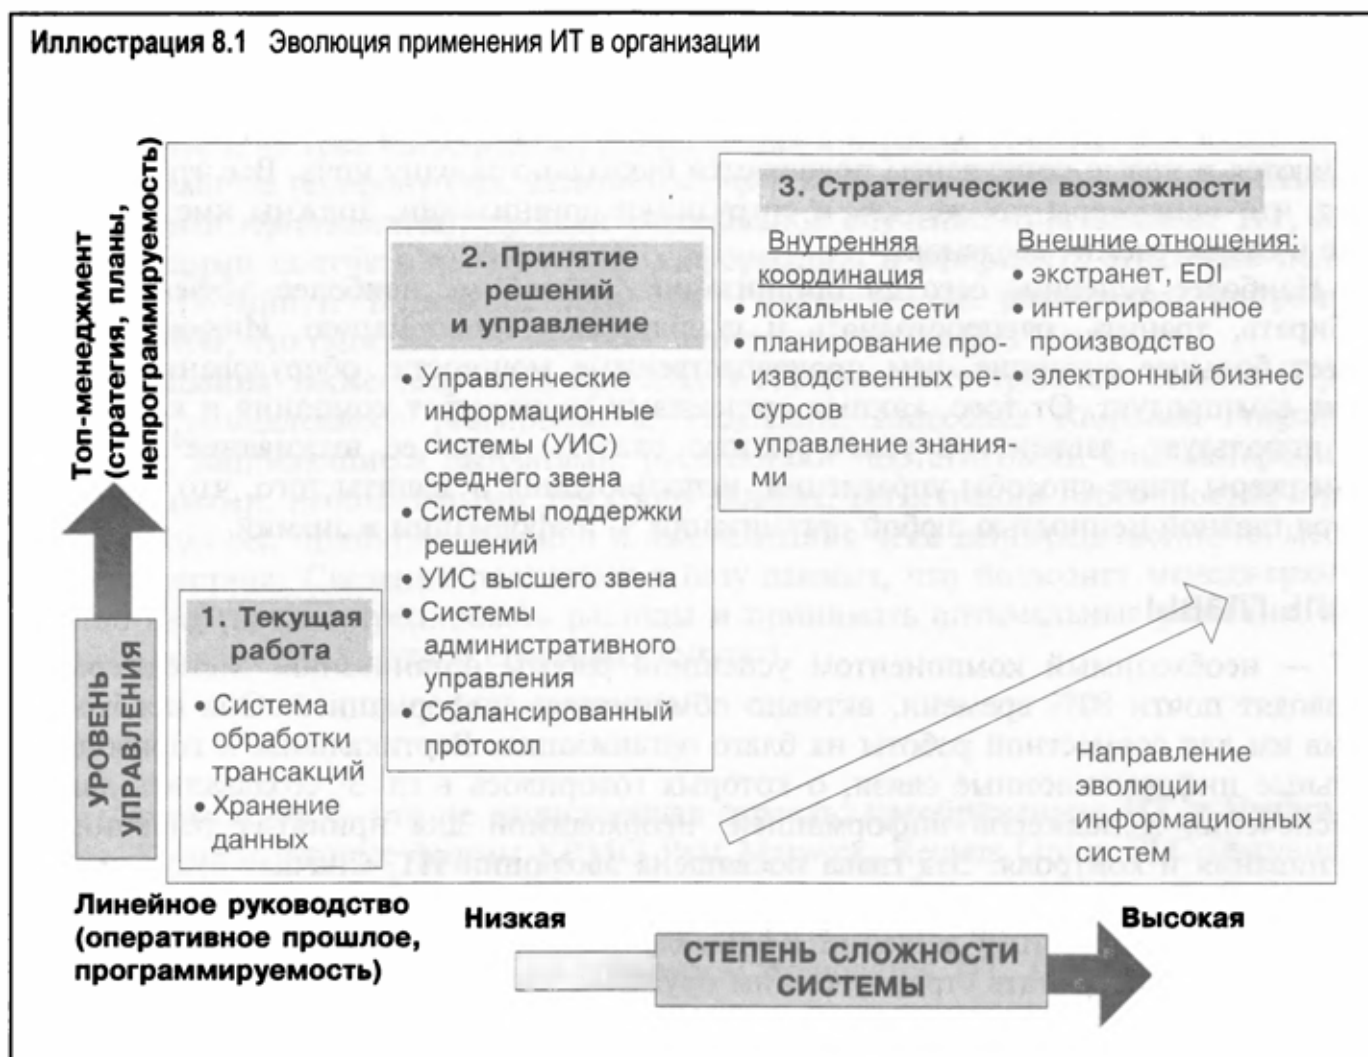 Иллюстрация 8.1 Эволюция применения ИТ в организации
Топ-менеджмент
(стратегия, планы,
непрограммируемость)
УРОВЕНЬ
УПРАВЛЕНИЯ
1. Текущая
работа
• Система
обработки
трансакций
• Хранение
данных
2. Принятие
решений
и управление
• Управленческие
информационные
системы (УИС)
среднего звена
• Системы поддержки
решений
• УИС высшего звена
• Системы
административного
управления
• Сбалансированный
протокол
3. Стратегические возможности
Внутренняя
координация
• локальные сети
• планирование про-
изводственных ре-
сурсов
• управление знания-
ми
Внешние отношения:
• экстранет, EDI
• интегрированное
производство
• электронный бизнес
Направление
эволюции
информационных
систем
Линейное руководство
(оперативное прошлое,
программируемость)
Низкая
Высокая
СТЕПЕНЬ СЛОЖНОСТИ
СИСТЕМЫ